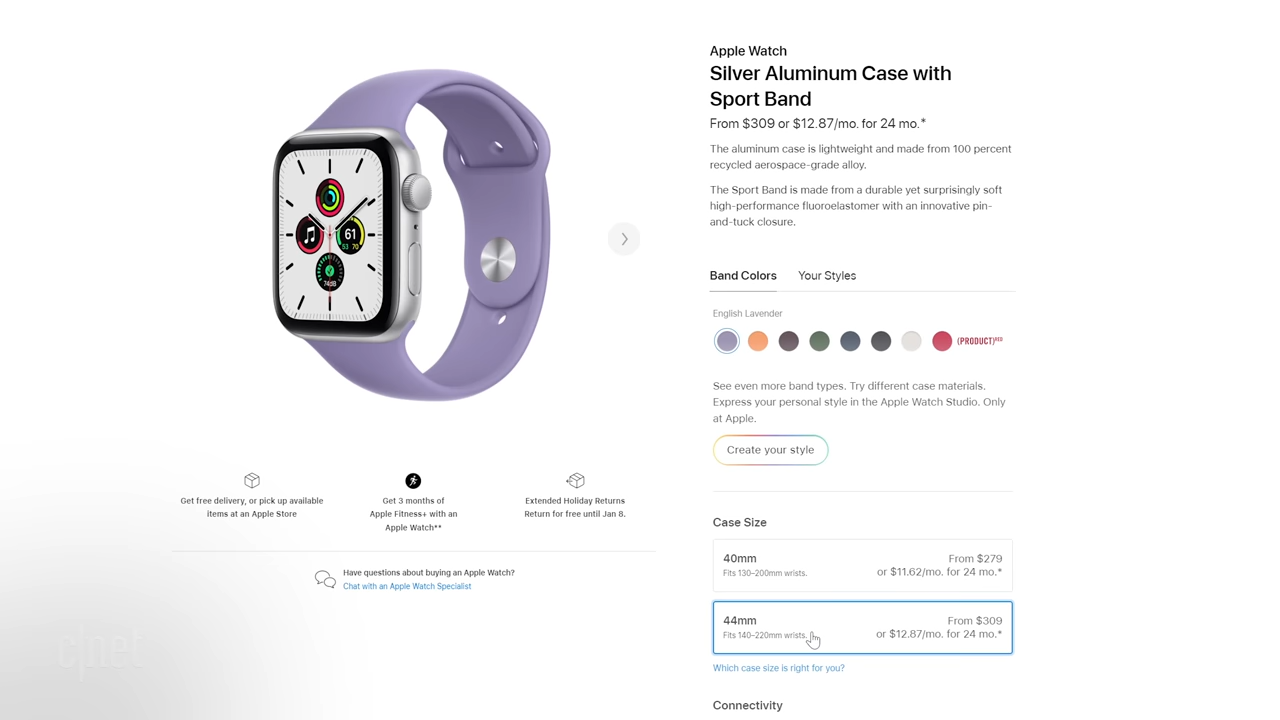 Apple Watch
Silver Aluminum Case with
Sport Band
From $309 or $12.87/mo. for 24 mo.*
The aluminum case is lightweight and made from 100 percent
recycled aerospace-grade alloy.
The Sport Band is made from a durable yet surprisingly soft
high-performance fluoroelastomer with an innovative pin-
and-tuck closure.
Band Colors
Your Styles
English Lavender
(PRODUCT)RED
See even more band types. Try different case materials.
Express your personal style in the Apple Watch Studio. Only
at Apple.
Create your style
Case Size
40mm
From $279
Fits 130–200mm wrists.
or $11.62/mo. for 24 mo.*
44mm
From $309
Fits 140–220mm wrists.
or $12.87/mo. for 24 mo.*
Which case size is right for you?
Connectivity
61
53 70
74dB
Get free delivery, or pick up available
items at an Apple Store
Get 3 months of
Apple Fitness+ with an
Apple Watch**
Extended Holiday Returns
Return for free until Jan 8.
Have questions about buying an Apple Watch?
Chat with an Apple Watch Specialist
c|net